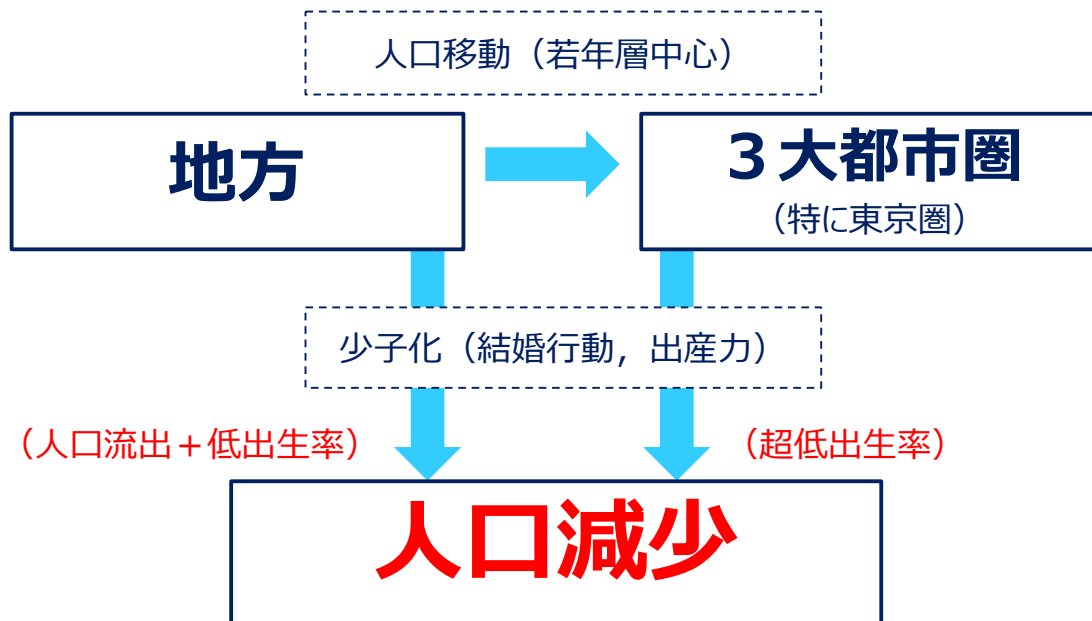 人口移動（若年層中心）
地方
３大都市圏
（特に東京圏）
少子化（結婚行動，出産力）
（人口流出＋低出生率）
（超低出生率）
人口減少